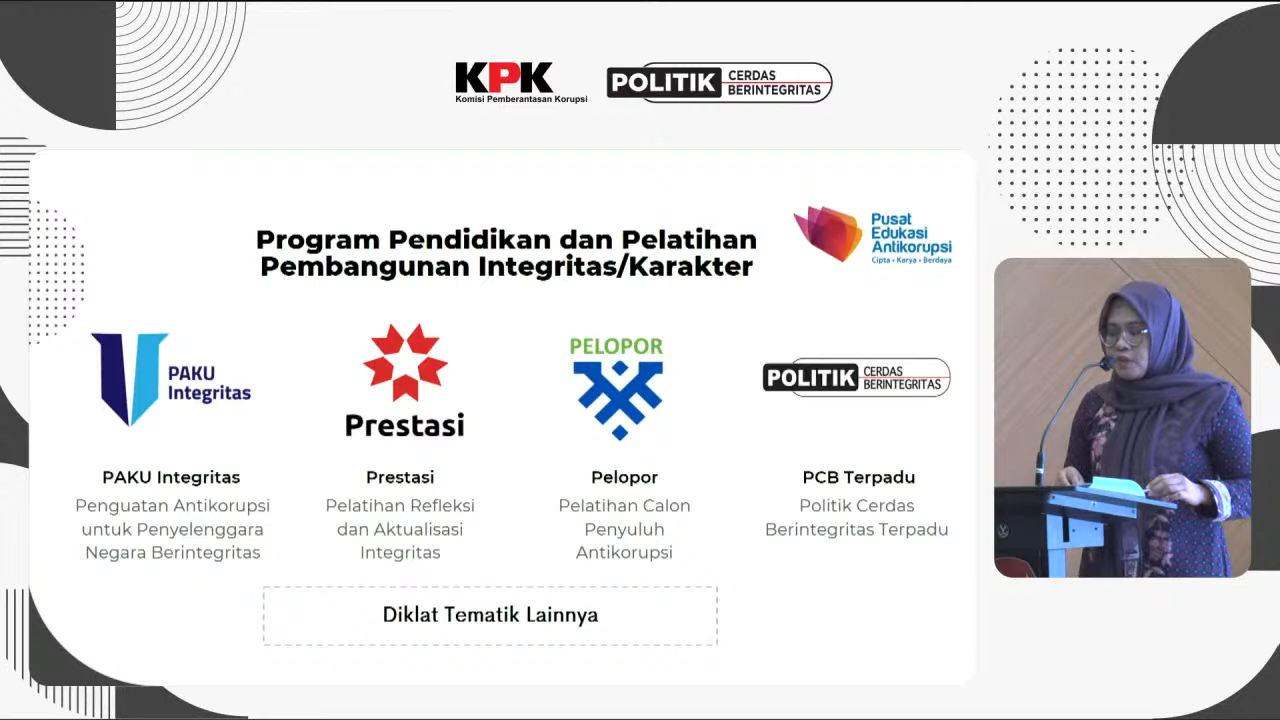 KPK
Komisi Pemberantasan Korupsi
POLITIK
CERDAS
BERINTEGRITAS
Program Pendidikan dan Pelatihan
Pembangunan Integritas/Karakter
Pusat
Edukasi
Antikorupsi
Cipta • Karya • Berdaya
PAKU
Integritas
Prestasi
PELOPOR
POLITIK
CERDAS
BERINTEGRITAS
PAKU Integritas
Penguatan Antikorupsi
untuk Penyelenggara
Negara Berintegritas
Prestasi
Pelatihan Refleksi
dan Aktualisasi
Integritas
Pelopor
Pelatihan Calon
Penyuluh
Antikorupsi
PCB Terpadu
Politik Cerdas
Berintegritas Terpadu
Diklat Tematik Lainnya